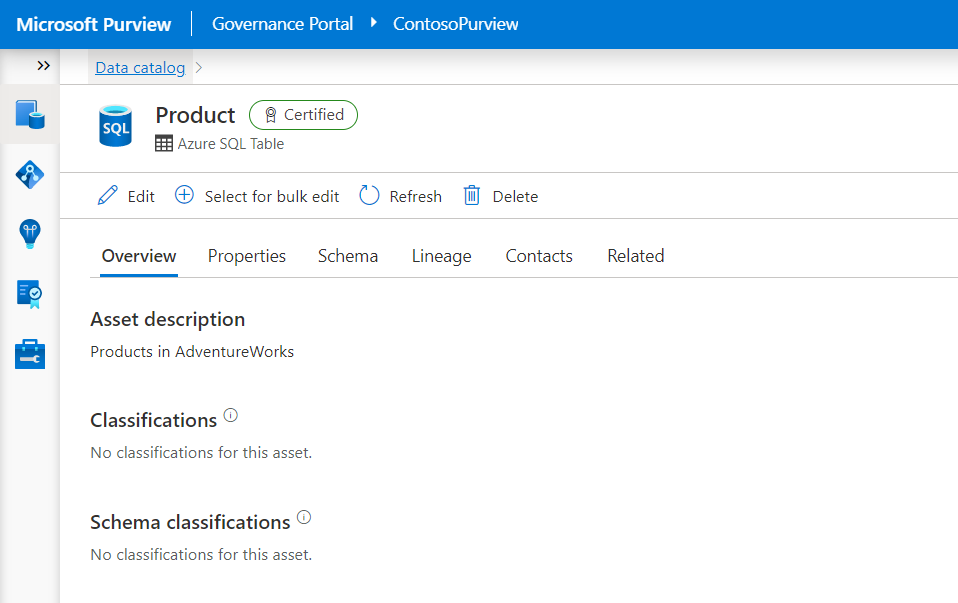 Microsoft Purview Governance Portal ContosoPurview
Data catalog
SQL
Product Certified
Azure SQL Table
Edit Select for bulk edit Refresh Delete
Overview Properties Schema Lineage Contacts Related
Asset description
Products in AdventureWorks
Classifications
No classifications for this asset.
Schema classifications
No classifications for this asset.